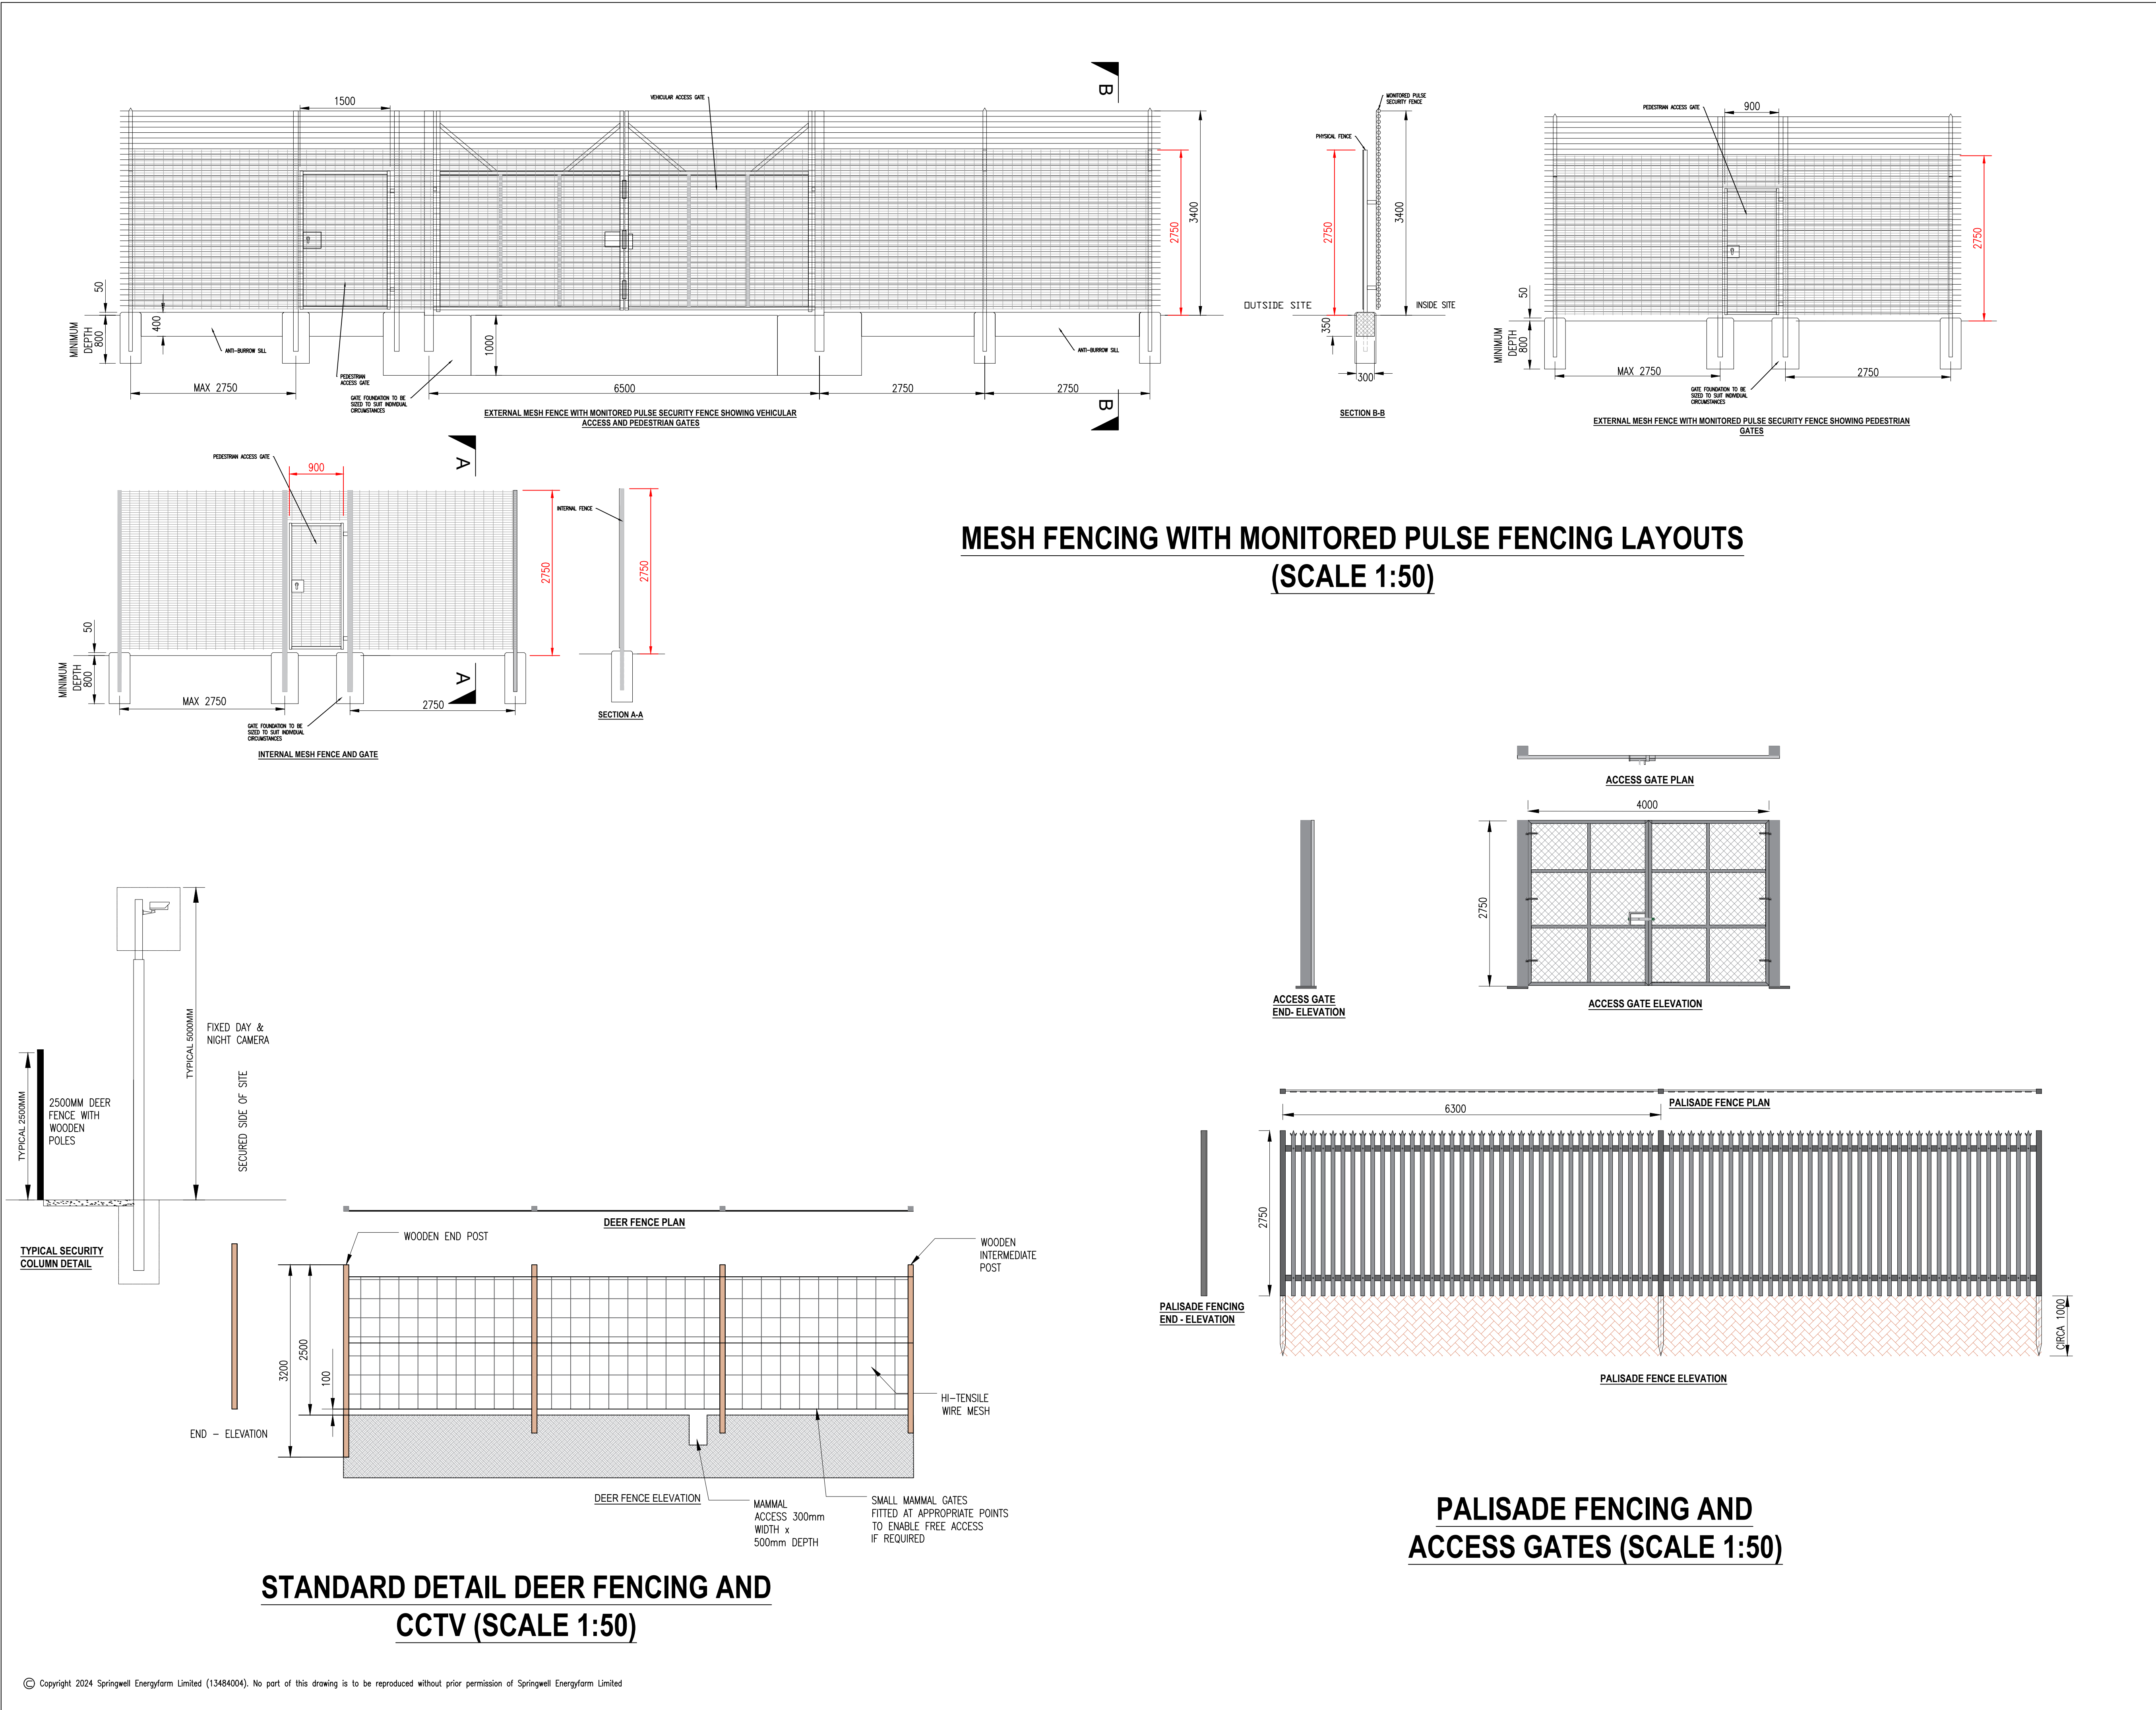 B
1500
VEHICULAR ACCESS GATE
2750
3400
50
MINIMUM
DEPTH
800
400
ANTI-BURROW SILL
PEDESTRIAN
ACCESS GATE
1000
GATE FOUNDATION TO BE
SIZED TO SUIT INDIVIDUAL
CIRCUMSTANCES
ANTI-BURROW SILL
MAX 2750
6500
2750
2750
B
EXTERNAL MESH FENCE WITH MONITORED PULSE SECURITY FENCE SHOWING VEHICULAR
ACCESS AND PEDESTRIAN GATES
MONITORED PULSE
SECURITY FENCE
PHYSICAL FENCE
2750
3400
OUTSIDE SITE
INSIDE SITE
350
300
SECTION B-B
PEDESTRIAN ACCESS GATE
900
2750
50
MINIMUM
DEPTH
800
MAX 2750
2750
GATE FOUNDATION TO BE
SIZED TO SUIT INDIVIDUAL
CIRCUMSTANCES
EXTERNAL MESH FENCE WITH MONITORED PULSE SECURITY FENCE SHOWING PEDESTRIAN
GATES
PEDESTRIAN ACCESS GATE
900
A
2750
50
MINIMUM
DEPTH
800
MAX 2750
2750
A
GATE FOUNDATION TO BE
SIZED TO SUIT INDIVIDUAL
CIRCUMSTANCES
INTERNAL MESH FENCE AND GATE
INTERNAL FENCE
2750
SECTION A-A
MESH FENCING WITH MONITORED PULSE FENCING LAYOUTS
(SCALE 1:50)
ACCESS GATE PLAN
4000
2750
ACCESS GATE
END- ELEVATION
ACCESS GATE ELEVATION
TYPICAL 5000MM
FIXED DAY &
NIGHT CAMERA
SECURED SIDE OF SITE
TYPICAL 2500MM
2500MM DEER
FENCE WITH
WOODEN
POLES
TYPICAL SECURITY
COLUMN DETAIL
DEER FENCE PLAN
WOODEN END POST
WOODEN
INTERMEDIATE
POST
3200
2500
100
HI-TENSILE
WIRE MESH
END - ELEVATION
DEER FENCE ELEVATION
MAMMAL
ACCESS 300mm
WIDTH x
500mm DEPTH
SMALL MAMMAL GATES
FITTED AT APPROPRIATE POINTS
TO ENABLE FREE ACCESS
IF REQUIRED
STANDARD DETAIL DEER FENCING AND
CCTV (SCALE 1:50)
PALISADE FENCE PLAN
6300
2750
PALISADE FENCING
END - ELEVATION
CIRCA 1000
PALISADE FENCE ELEVATION
PALISADE FENCING AND
ACCESS GATES (SCALE 1:50)
© Copyright 2024 Springwell Energyfarm Limited (13484004). No part of this drawing is to be reproduced without prior permission of Springwell Energyfarm Limited